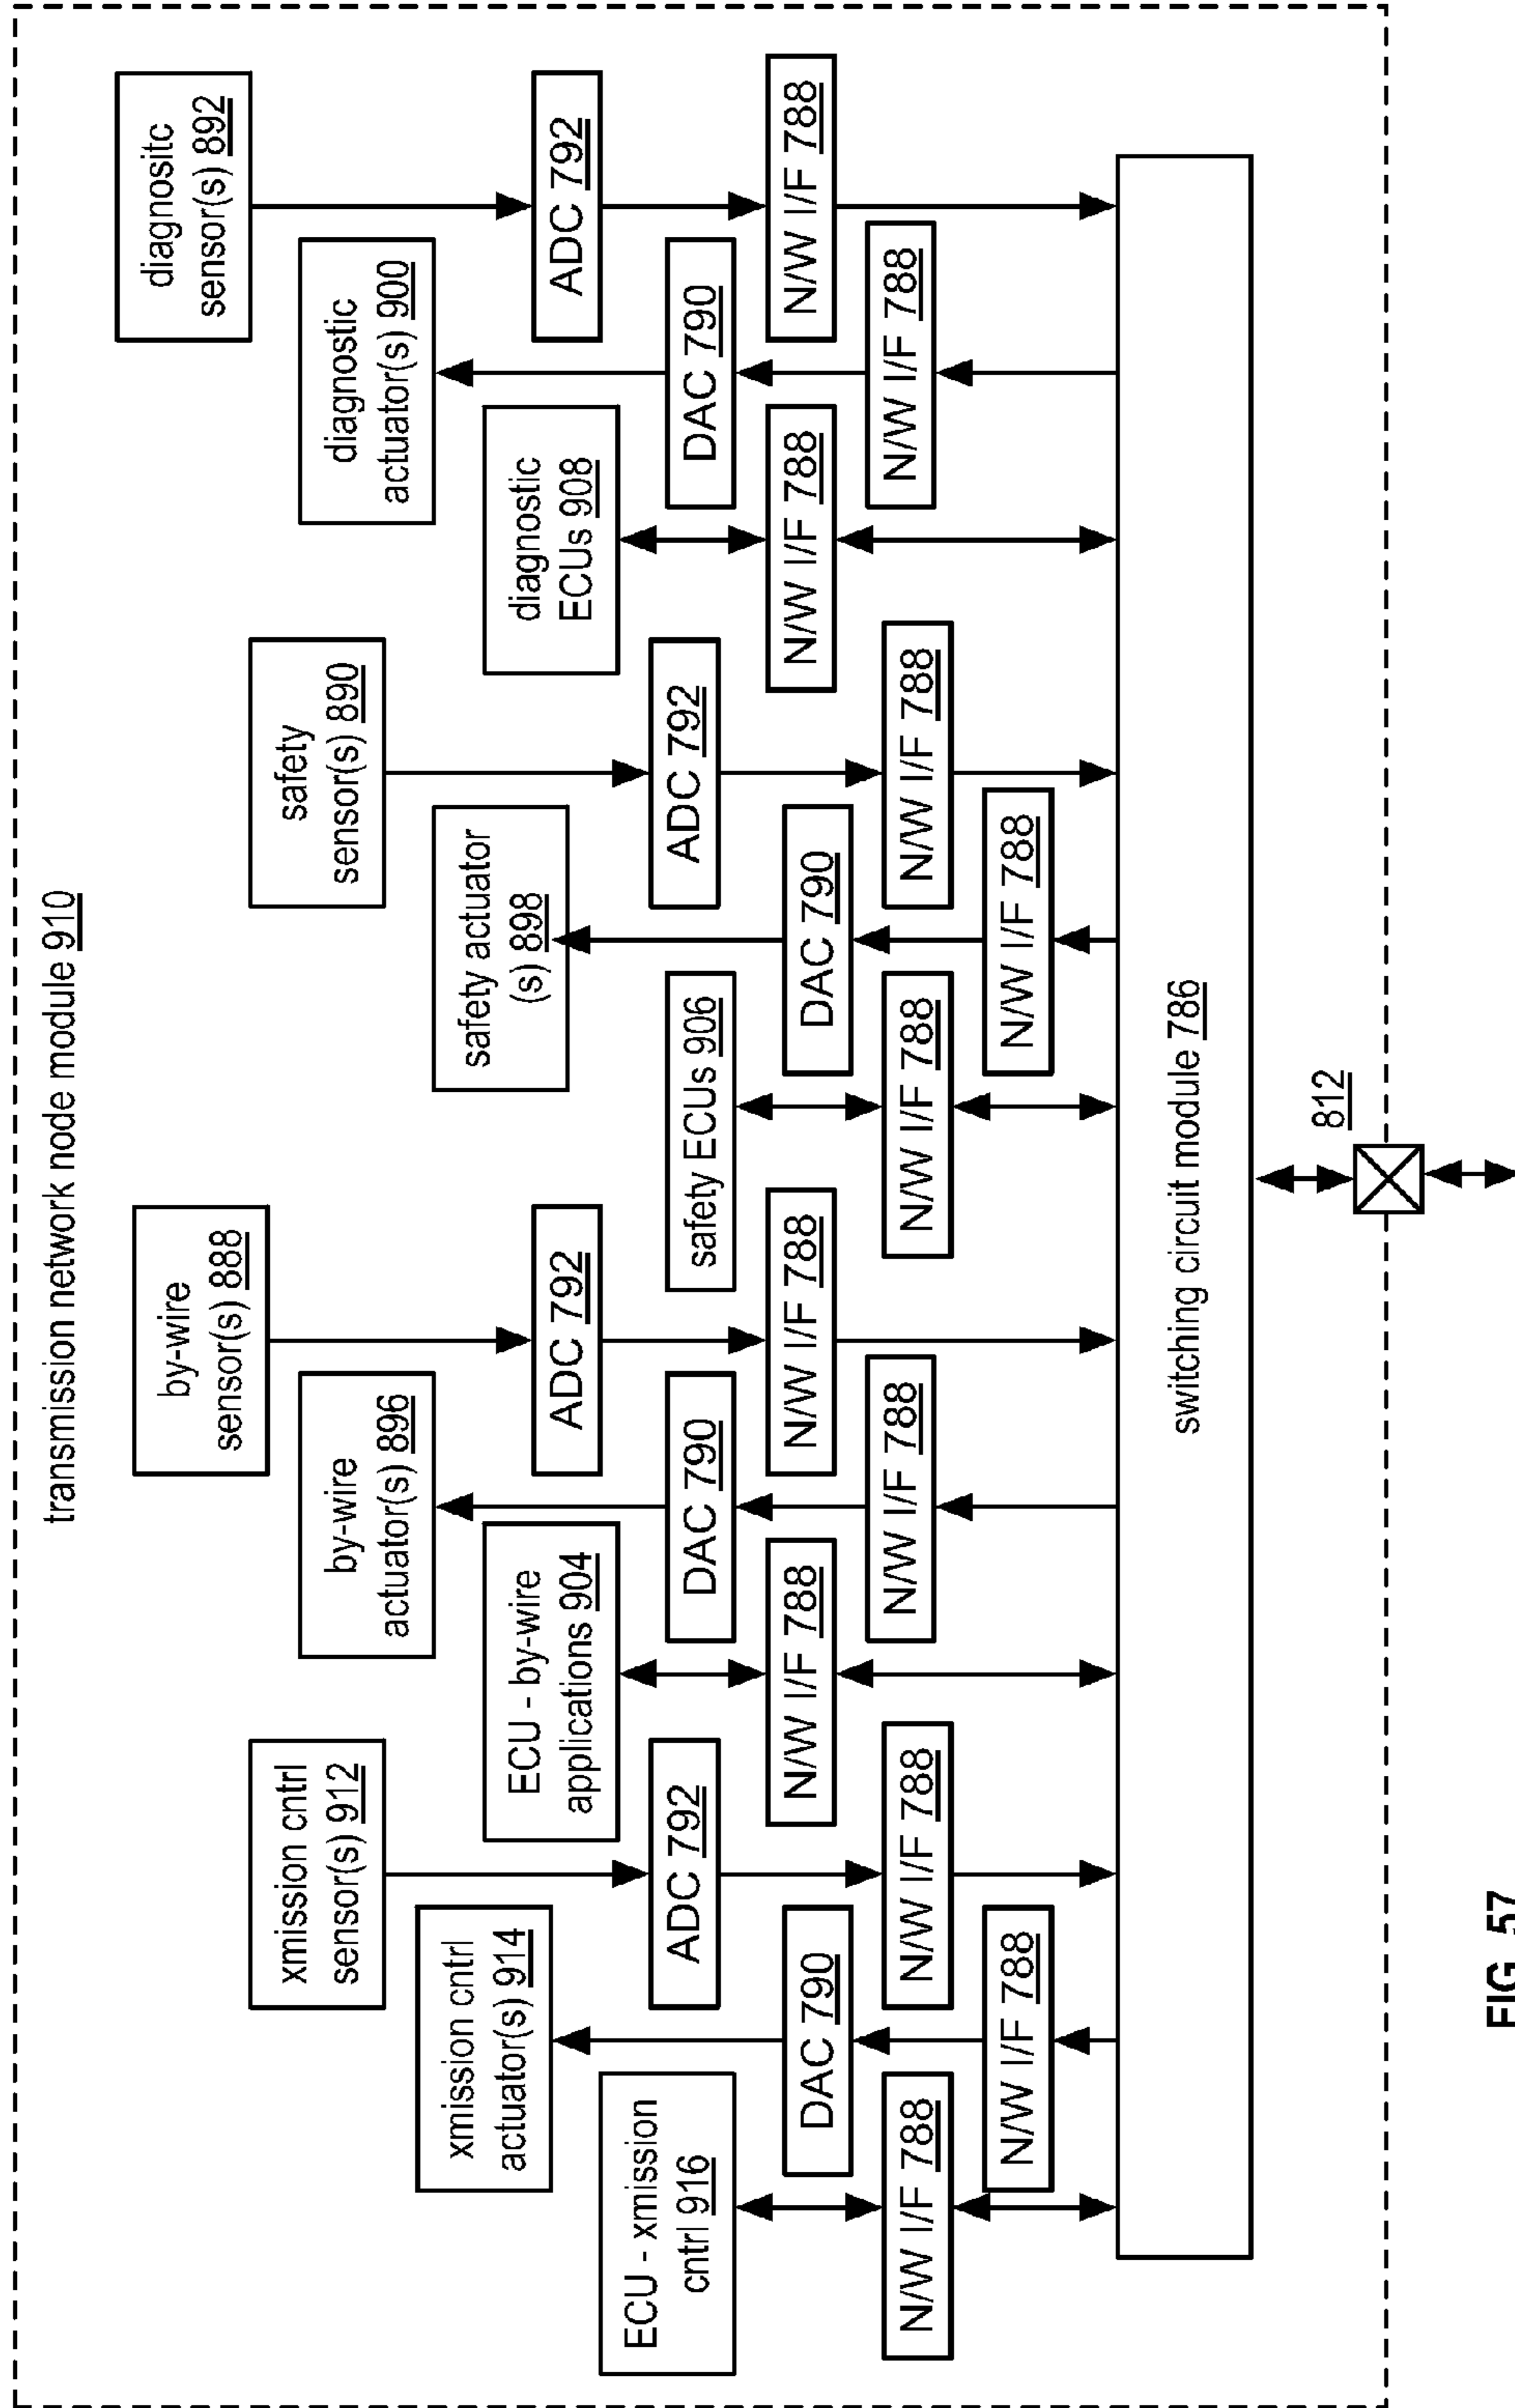 transmission network node module 910
ECU - xmission
cntrl 916
N/W I/F 788
xmission cntrl
actuator(s) 914
DAC 790
N/W I/F 788
xmission cntrl
sensor(s) 912
ADC 792
N/W I/F 788
ECU - by-wire
applications 904
N/W I/F 788
by-wire
actuator(s) 896
DAC 790
N/W I/F 788
by-wire
sensor(s) 888
ADC 792
N/W I/F 788
safety ECUs 906
N/W I/F 788
safety actuator
(s) 898
DAC 790
N/W I/F 788
safety
sensor(s) 890
ADC 792
N/W I/F 788
diagnostic
ECUs 908
N/W I/F 788
diagnostic
actuator(s) 900
DAC 790
N/W I/F 788
diagnositc
sensor(s) 892
ADC 792
N/W I/F 788
switching circuit module 786
812
FIG. 57